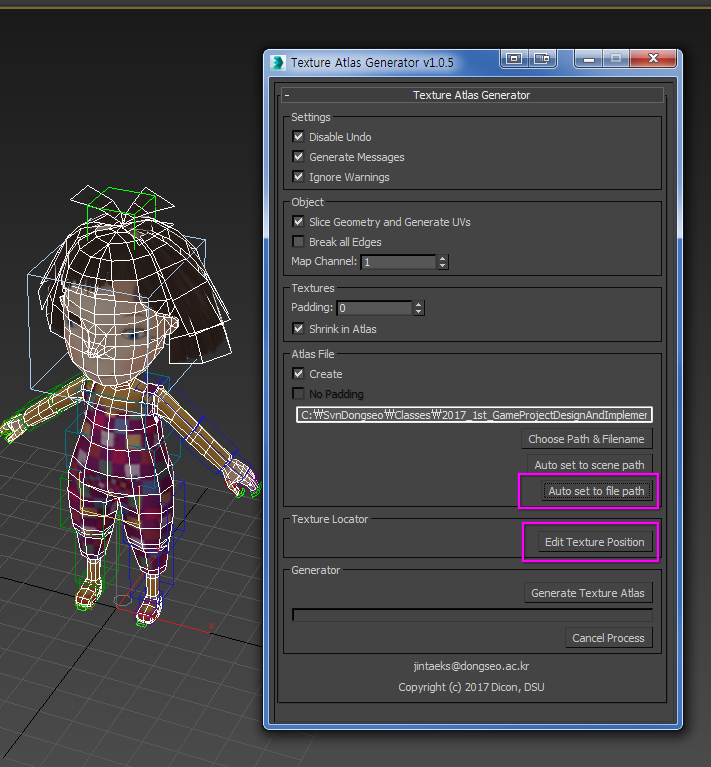 Texture Atlas Generator v1.0.5
- Texture Atlas Generator
Settings
Disable Undo
Generate Messages
Ignore Warnings
Object
Slice Geometry and Generate UVs
Break all Edges
Map Channel: 1
Textures
Padding: 0
Shrink in Atlas
Atlas File
Create
No Padding
C:₩SvnDongseo₩Classes₩2017_1st_GameProjectDesignAndImplemer
Choose Path & Filename
Auto set to scene path
Auto set to file path
Texture Locator
Edit Texture Position
Generator
Generate Texture Atlas
Cancel Process
jintaeks@dongseo.ac.kr
Copyright (c) 2017 Dicon, DSU
x